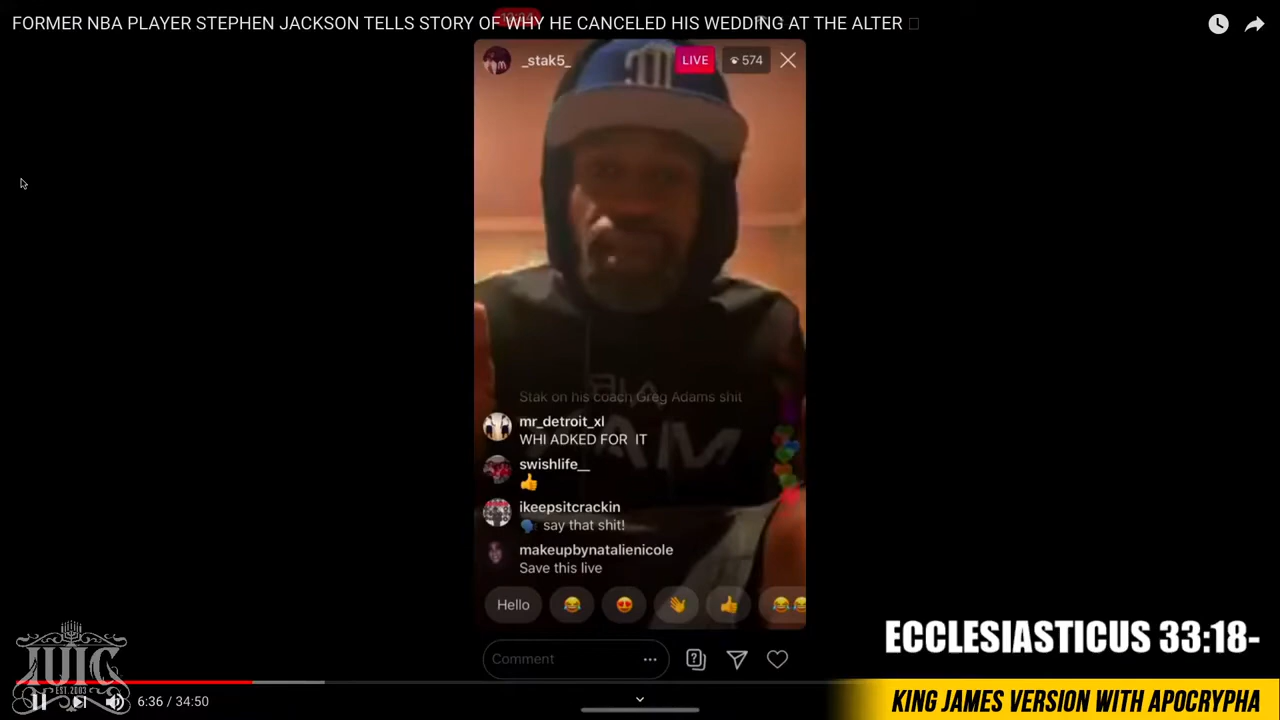 FORMER NBA PLAYER STEPHEN JACKSON TELLS STORY OF WHY HE CANCELED HIS WEDDING AT THE ALTER
_stak5_
LIVE
574
Stak on his coach Greg Adams shit
mr_detroit_xl
WHI ADKED FOR IT
swishlife__
ikeepsitcrackin
say that shit!
makeupbynatalienicole
Save this live
Hello
Comment
ECCLESIASTICUS 33:18-
KING JAMES VERSION WITH APOCRYPHA
IUIC
EST. 2003
6:36 / 34:50